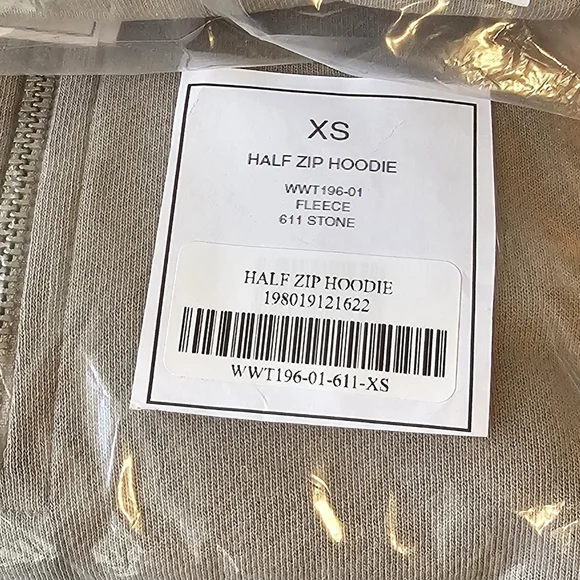 XS
HALF ZIP HOODIE
WWT196-01
FLEECE
611 STONE
HALF ZIP HOODIE
198019121622
WWT196-01-611-XS